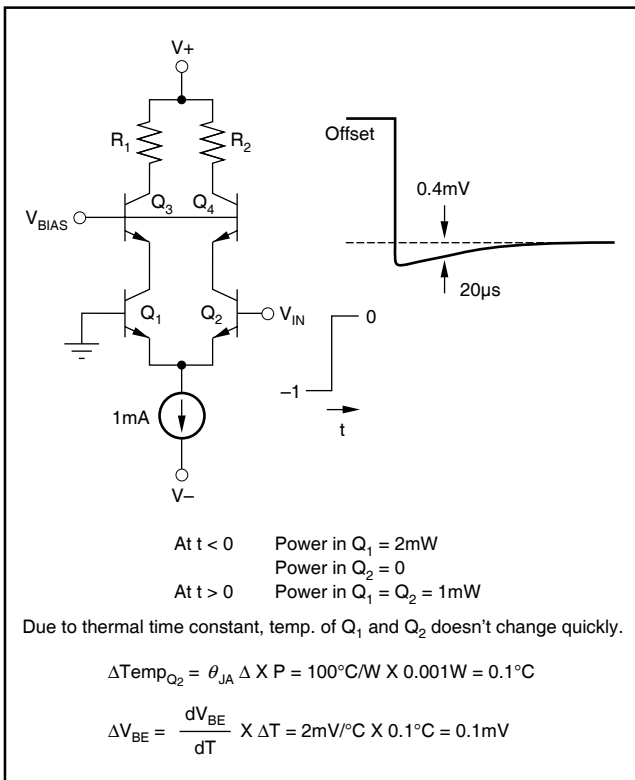 V+
R1
R2
Q3
Q4
VBIAS
Q1
Q2
VIN
1mA
V–
Offset
0.4mV
20µs
0
–1
t
At t < 0 Power in Q1 = 2mW
Power in Q2 = 0
At t > 0 Power in Q1 = Q2 = 1mW
Due to thermal time constant, temp. of Q1 and Q2 doesn't change quickly.
ΔTempQ2 = θJA Δ X P = 100°C/W X 0.001W = 0.1°C
ΔVBE = dVBE/dT X ΔT = 2mV/°C X 0.1°C = 0.1mV